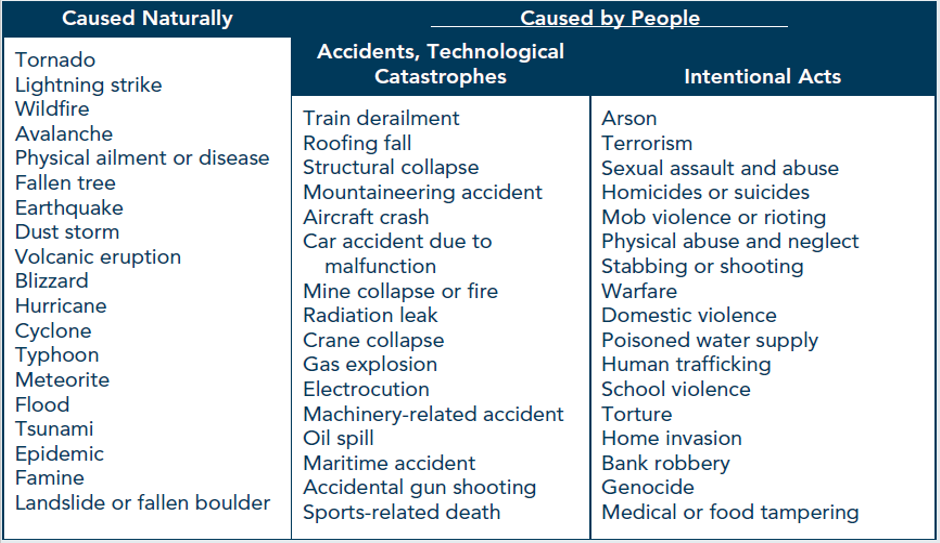 Caused Naturally
Caused by People
Accidents, Technological
Catastrophes
Intentional Acts
Tornado
Lightning strike
Wildfire
Avalanche
Physical ailment or disease
Fallen tree
Earthquake
Dust storm
Volcanic eruption
Blizzard
Hurricane
Cyclone
Typhoon
Meteorite
Flood
Tsunami
Epidemic
Famine
Landslide or fallen boulder
Train derailment
Roofing fall
Structural collapse
Mountaineering accident
Aircraft crash
Car accident due to
malfunction
Mine collapse or fire
Radiation leak
Crane collapse
Gas explosion
Electrocution
Machinery-related accident
Oil spill
Maritime accident
Accidental gun shooting
Sports-related death
Arson
Terrorism
Sexual assault and abuse
Homicides or suicides
Mob violence or rioting
Physical abuse and neglect
Stabbing or shooting
Warfare
Domestic violence
Poisoned water supply
Human trafficking
School violence
Torture
Home invasion
Bank robbery
Genocide
Medical or food tampering